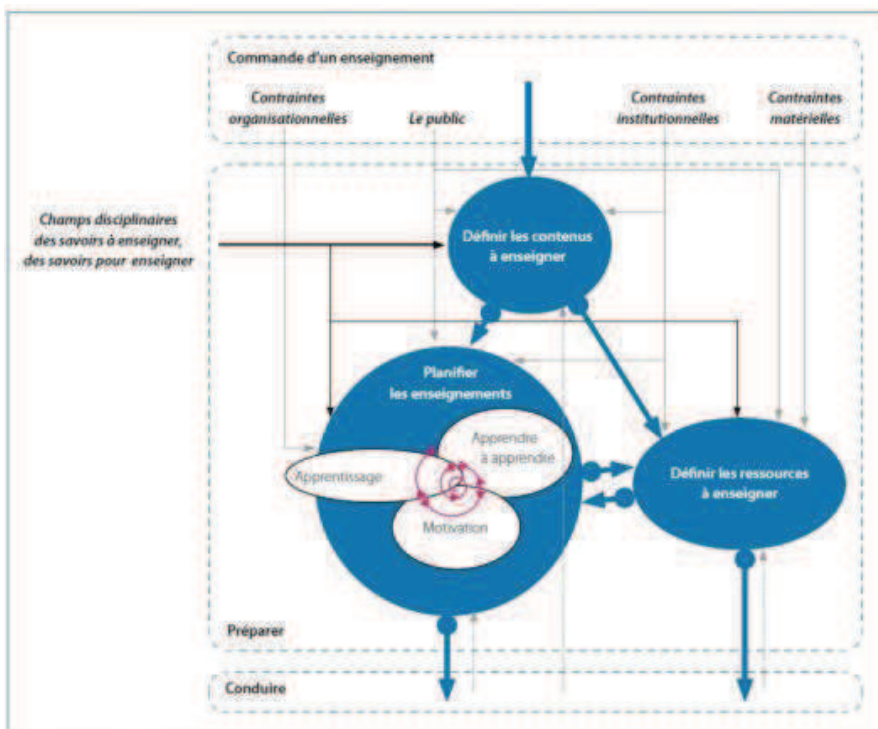 Commande d'un enseignement
Contraintes
organisationnelles
Le public
Contraintes
institutionnelles
Contraintes
matérielles
Champs disciplinaires
des savoirs à enseigner,
des savoirs pour enseigner
Définir les contenus
à enseigner
Planifier
les enseignements
Apprendre
à apprendre
Apprentissage
Motivation
Définir les ressources
à enseigner
Préparer
Conduire